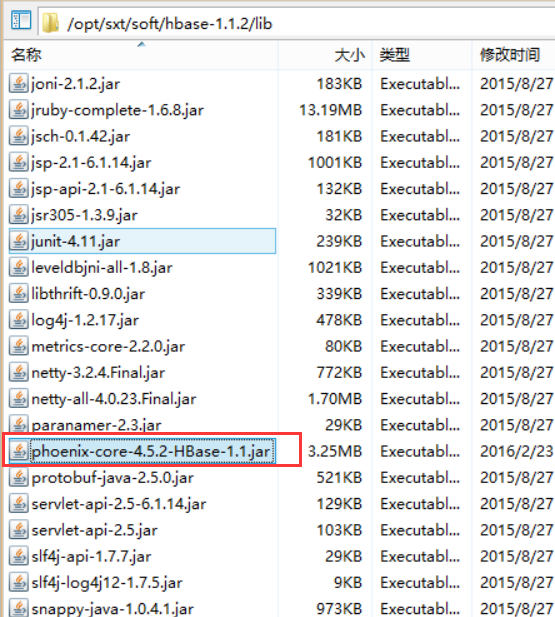 /opt/sxt/soft/hbase-1.1.2/lib
名称 大小 类型 修改时间
joni-2.1.2.jar 183KB Executabl... 2015/8/27
jruby-complete-1.6.8.jar 13.19MB Executabl... 2015/8/27
jsch-0.1.42.jar 181KB Executabl... 2015/8/27
jsp-2.1-6.1.14.jar 1001KB Executabl... 2015/8/27
jsp-api-2.1-6.1.14.jar 132KB Executabl... 2015/8/27
jsr305-1.3.9.jar 32KB Executabl... 2015/8/27
junit-4.11.jar 239KB Executabl... 2015/8/27
leveldbjni-all-1.8.jar 1021KB Executabl... 2015/8/27
libthrift-0.9.0.jar 339KB Executabl... 2015/8/27
log4j-1.2.17.jar 478KB Executabl... 2015/8/27
metrics-core-2.2.0.jar 80KB Executabl... 2015/8/27
netty-3.2.4.Final.jar 772KB Executabl... 2015/8/27
netty-all-4.0.23.Final.jar 1.70MB Executabl... 2015/8/27
paranamer-2.3.jar 29KB Executabl... 2015/8/27
phoenix-core-4.5.2-HBase-1.1.jar 3.25MB Executabl... 2016/2/23
protobuf-java-2.5.0.jar 521KB Executabl... 2015/8/27
servlet-api-2.5-6.1.14.jar 129KB Executabl... 2015/8/27
servlet-api-2.5.jar 103KB Executabl... 2015/8/27
slf4j-api-1.7.7.jar 29KB Executabl... 2015/8/27
slf4j-log4j12-1.7.5.jar 9KB Executabl... 2015/8/27
snappy-java-1.0.4.1.jar 973KB Executabl... 2015/8/27